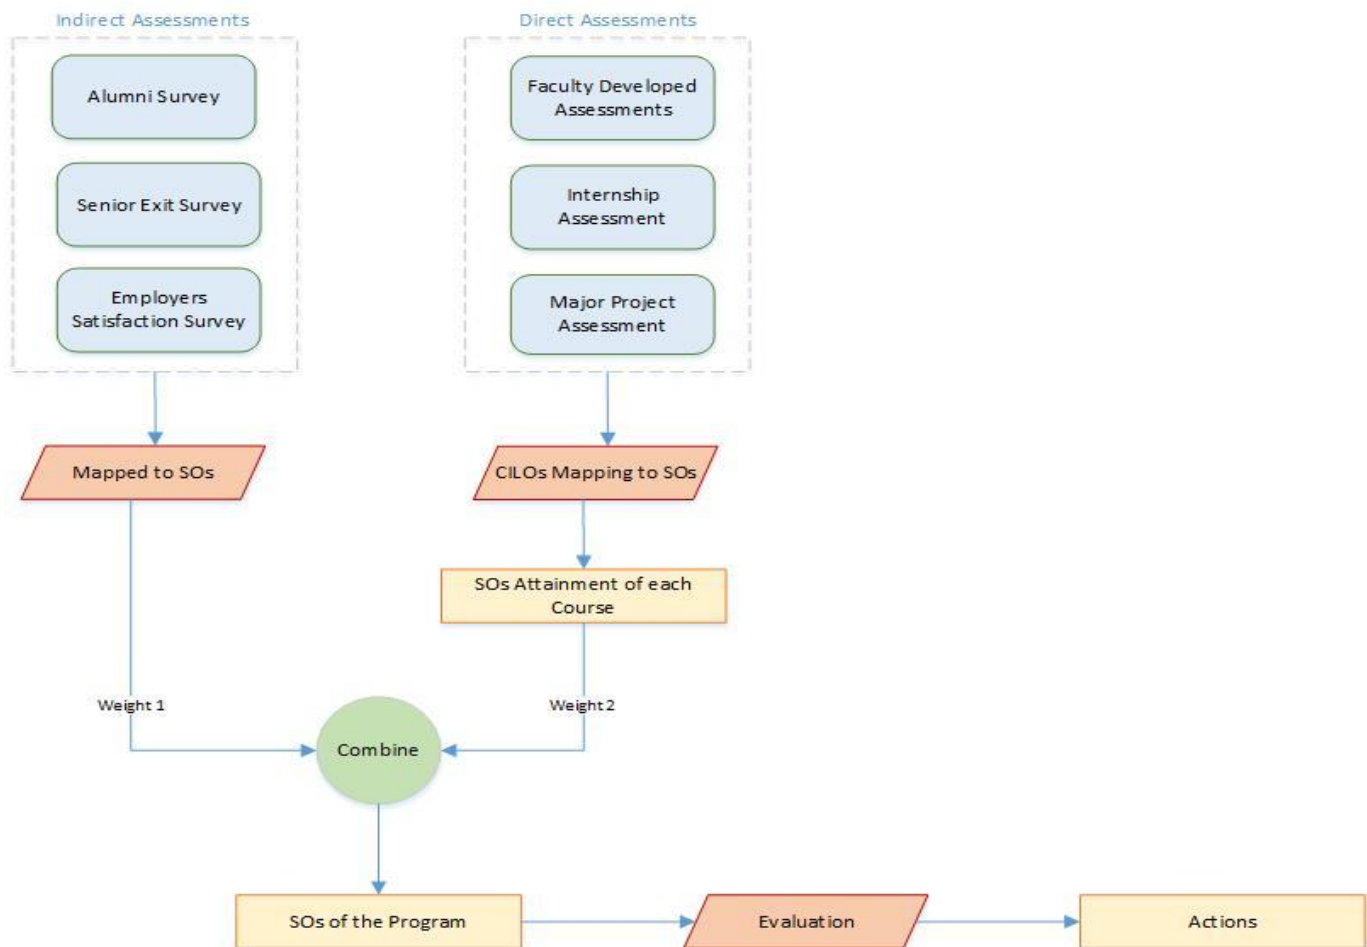 Indirect Assessments
Direct Assessments
Alumni Survey
Senior Exit Survey
Employers
Satisfaction Survey
Faculty Developed
Assessments
Internship
Assessment
Major Project
Assessment
Mapped to SOs
CILOs Mapping to SOs
SOs Attainment of each
Course
Weight 1
Weight 2
Combine
SOs of the Program
Evaluation
Actions